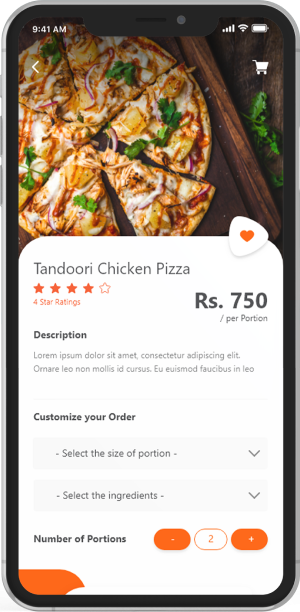 9:41 AM
Tandoori Chicken Pizza
4 Star Ratings
Rs. 750
/ per Portion
Description
Lorem ipsum dolor sit amet, consectetur adipiscing elit.
Ornare leo non mollis id cursus. Eu euismod faucibus in leo
Customize your Order
- Select the size of portion -
- Select the ingredients -
Number of Portions - 2 +